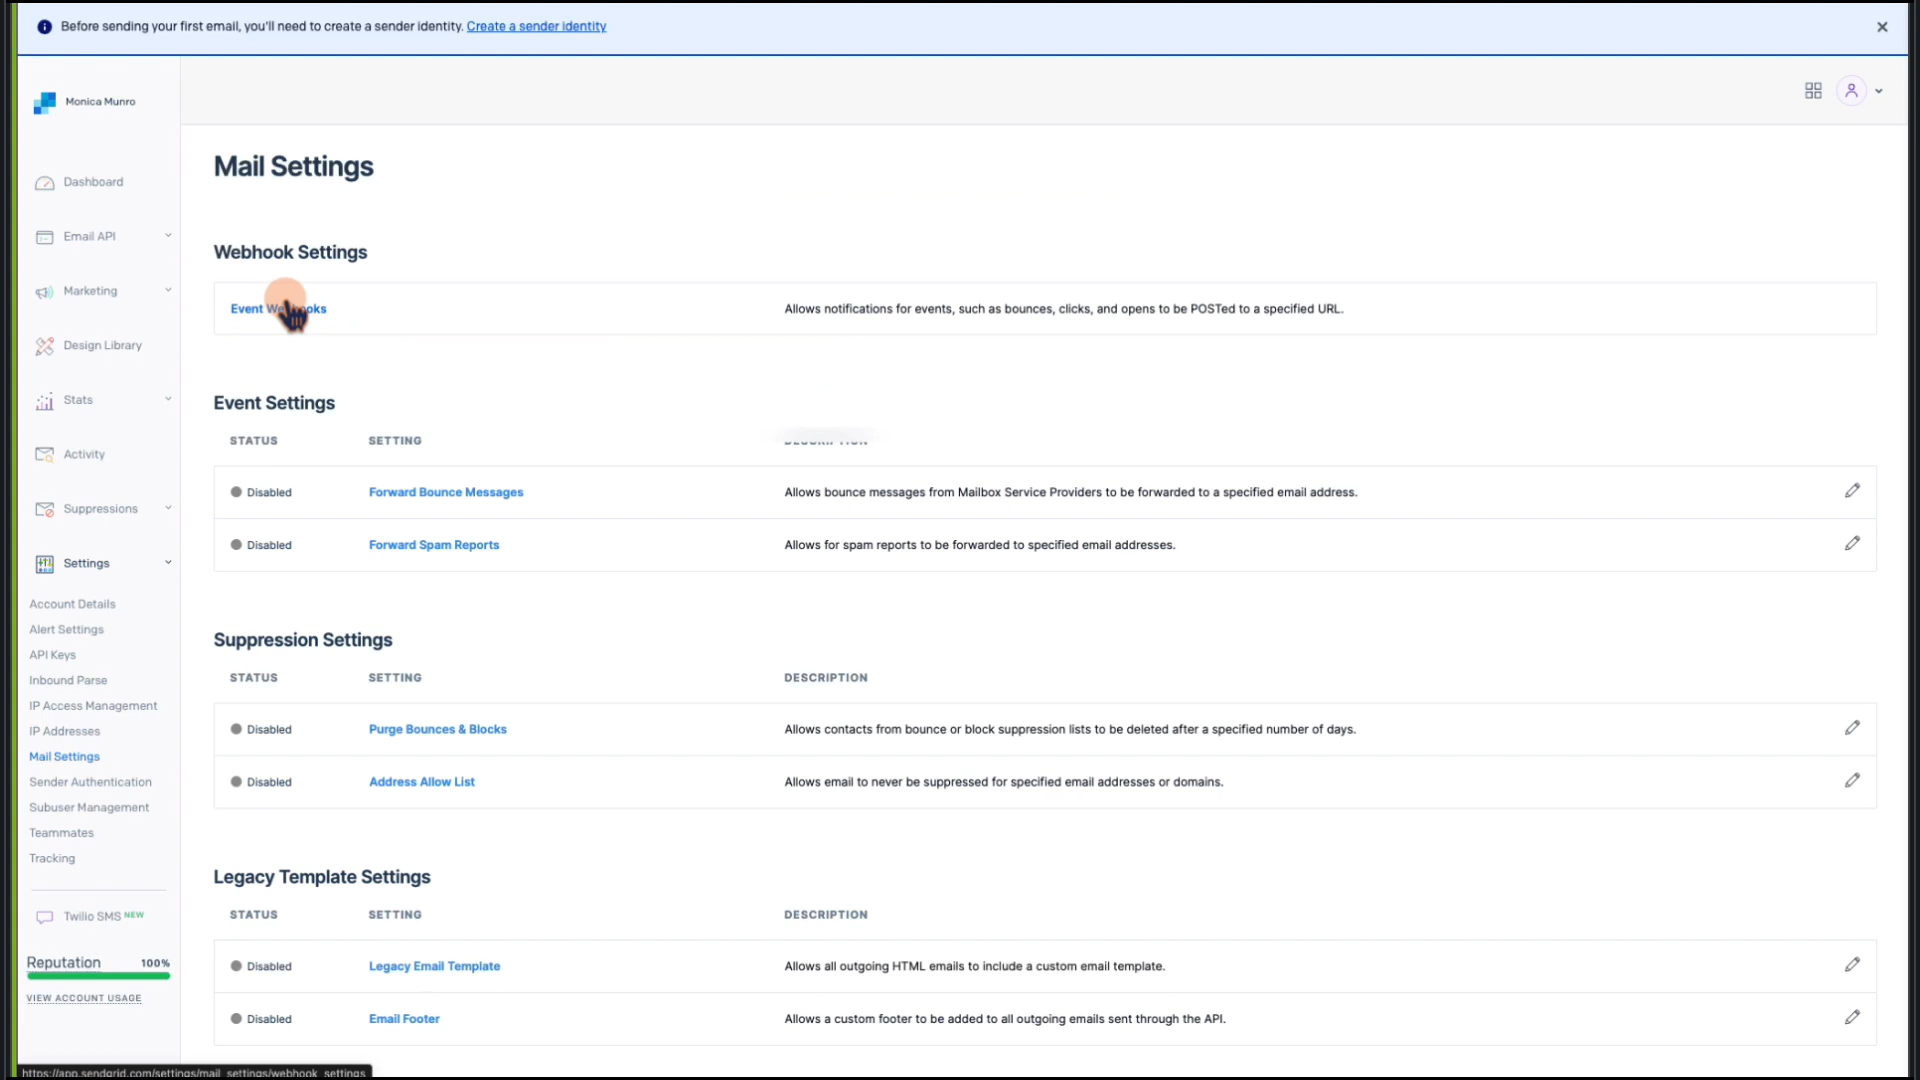 Before sending your first email, you'll need to create a sender identity. Create a sender identity
Monica Munro
Dashboard
Email API
Marketing
Design Library
Stats
Activity
Suppressions
Settings
Account Details
Alert Settings
API Keys
Inbound Parse
IP Access Management
IP Addresses
Mail Settings
Sender Authentication
Subuser Management
Teammates
Tracking
Twilio SMS NEW
Reputation 100%
VIEW ACCOUNT USAGE
Mail Settings
Webhook Settings
Event Webhooks Allows notifications for events, such as bounces, clicks, and opens to be POSTed to a specified URL.
Event Settings
STATUS SETTING DESCRIPTION
Disabled Forward Bounce Messages Allows bounce messages from Mailbox Service Providers to be forwarded to a specified email address.
Disabled Forward Spam Reports Allows for spam reports to be forwarded to specified email addresses.
Suppression Settings
STATUS SETTING DESCRIPTION
Disabled Purge Bounces & Blocks Allows contacts from bounce or block suppression lists to be deleted after a specified number of days.
Disabled Address Allow List Allows email to never be suppressed for specified email addresses or domains.
Legacy Template Settings
STATUS SETTING DESCRIPTION
Disabled Legacy Email Template Allows all outgoing HTML emails to include a custom email template.
Disabled Email Footer Allows a custom footer to be added to all outgoing emails sent through the API.
https://app.sendgrid.com/settings/mail_settings/webhook_settings